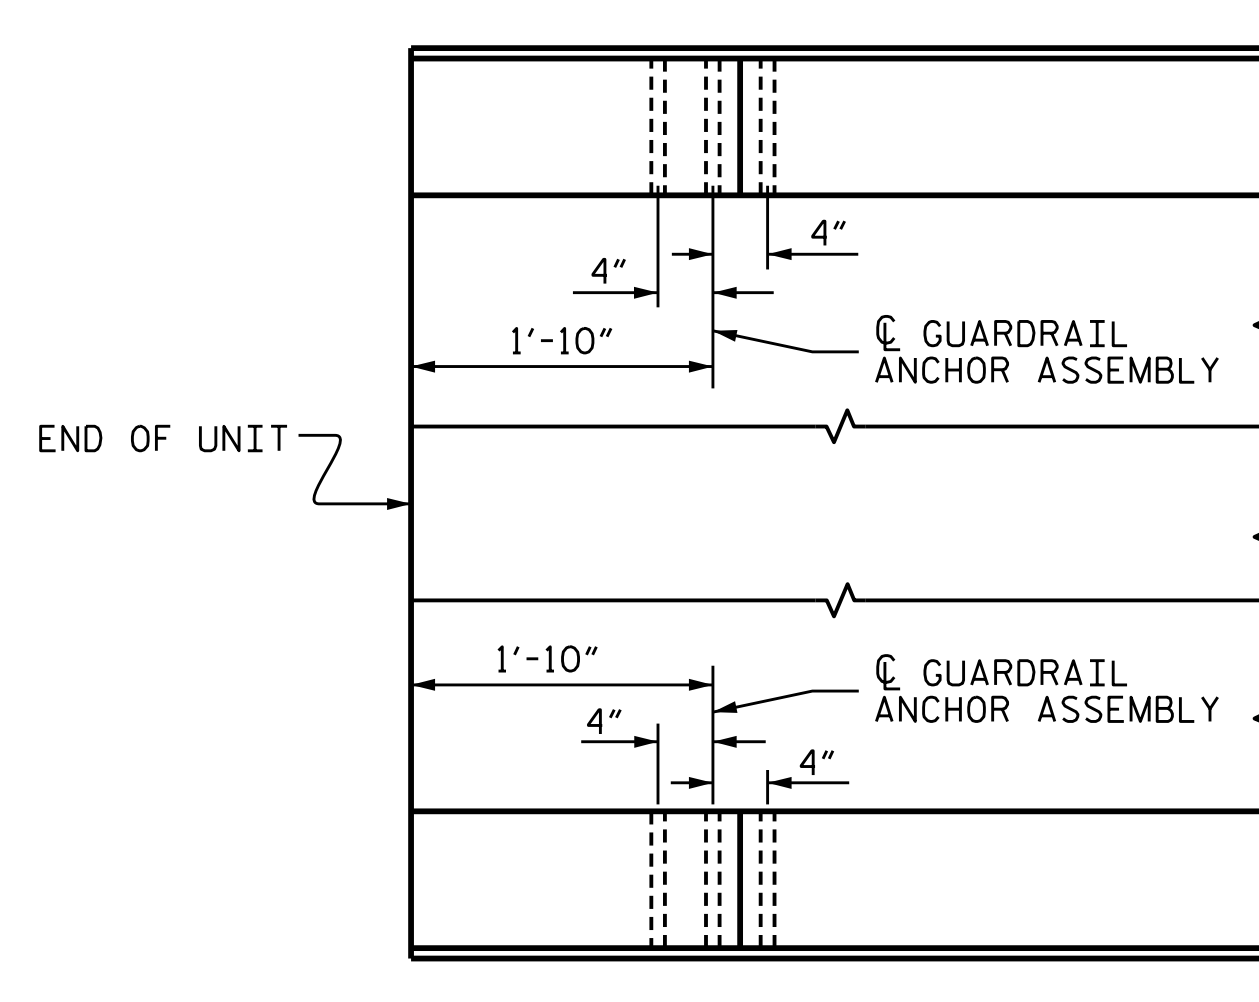 4"
4"
1'-10"
℄ GUARDRAIL
ANCHOR ASSEMBLY
END OF UNIT
1'-10"
℄ GUARDRAIL
ANCHOR ASSEMBLY
4"
4"